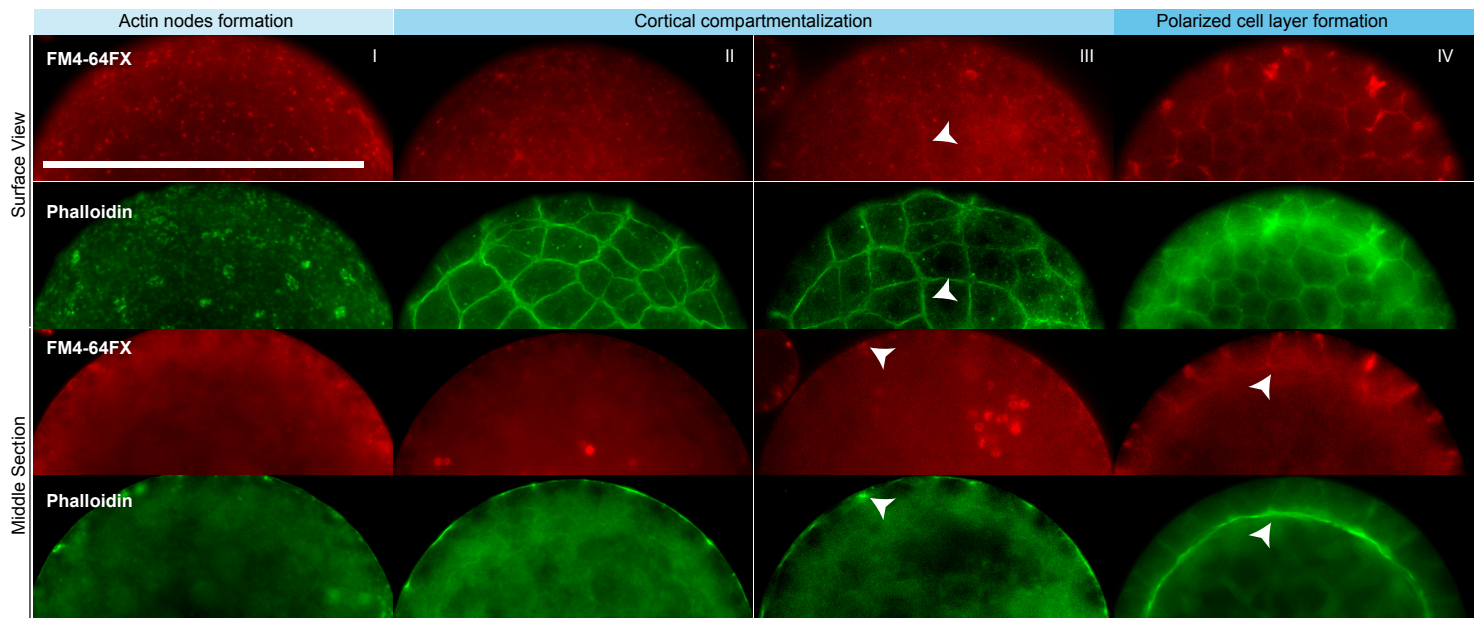 Actin nodes formation
Cortical compartmentalization
Polarized cell layer formation
Surface View
FM4-64FX
I
II
III
IV
Phalloidin
Middle Section
FM4-64FX
Phalloidin